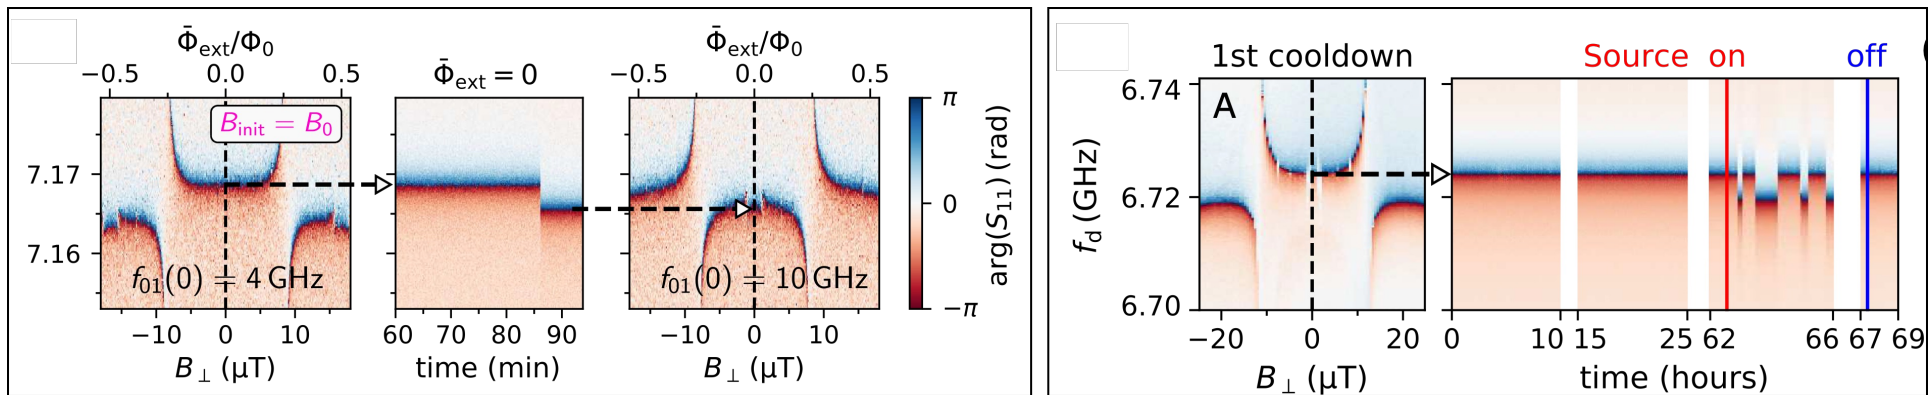 Φ̄ext/Φ0
−0.5 0.0 0.5
Binit = B0
7.17
7.16
f01(0) = 4 GHz
−10 0 10
B⊥ (µT)
Φ̄ext = 0
60 70 80 90
time (min)
Φ̄ext/Φ0
−0.5 0.0 0.5
f01(0) = 10 GHz
−10 0 10
B⊥ (µT)
π
0
−π
arg(S11) (rad)
1st cooldown
A
6.74
6.72
6.70
fd (GHz)
−20 0 20
B⊥ (µT)
Source on off
0 10 15 25 62 66 67 69
time (hours)